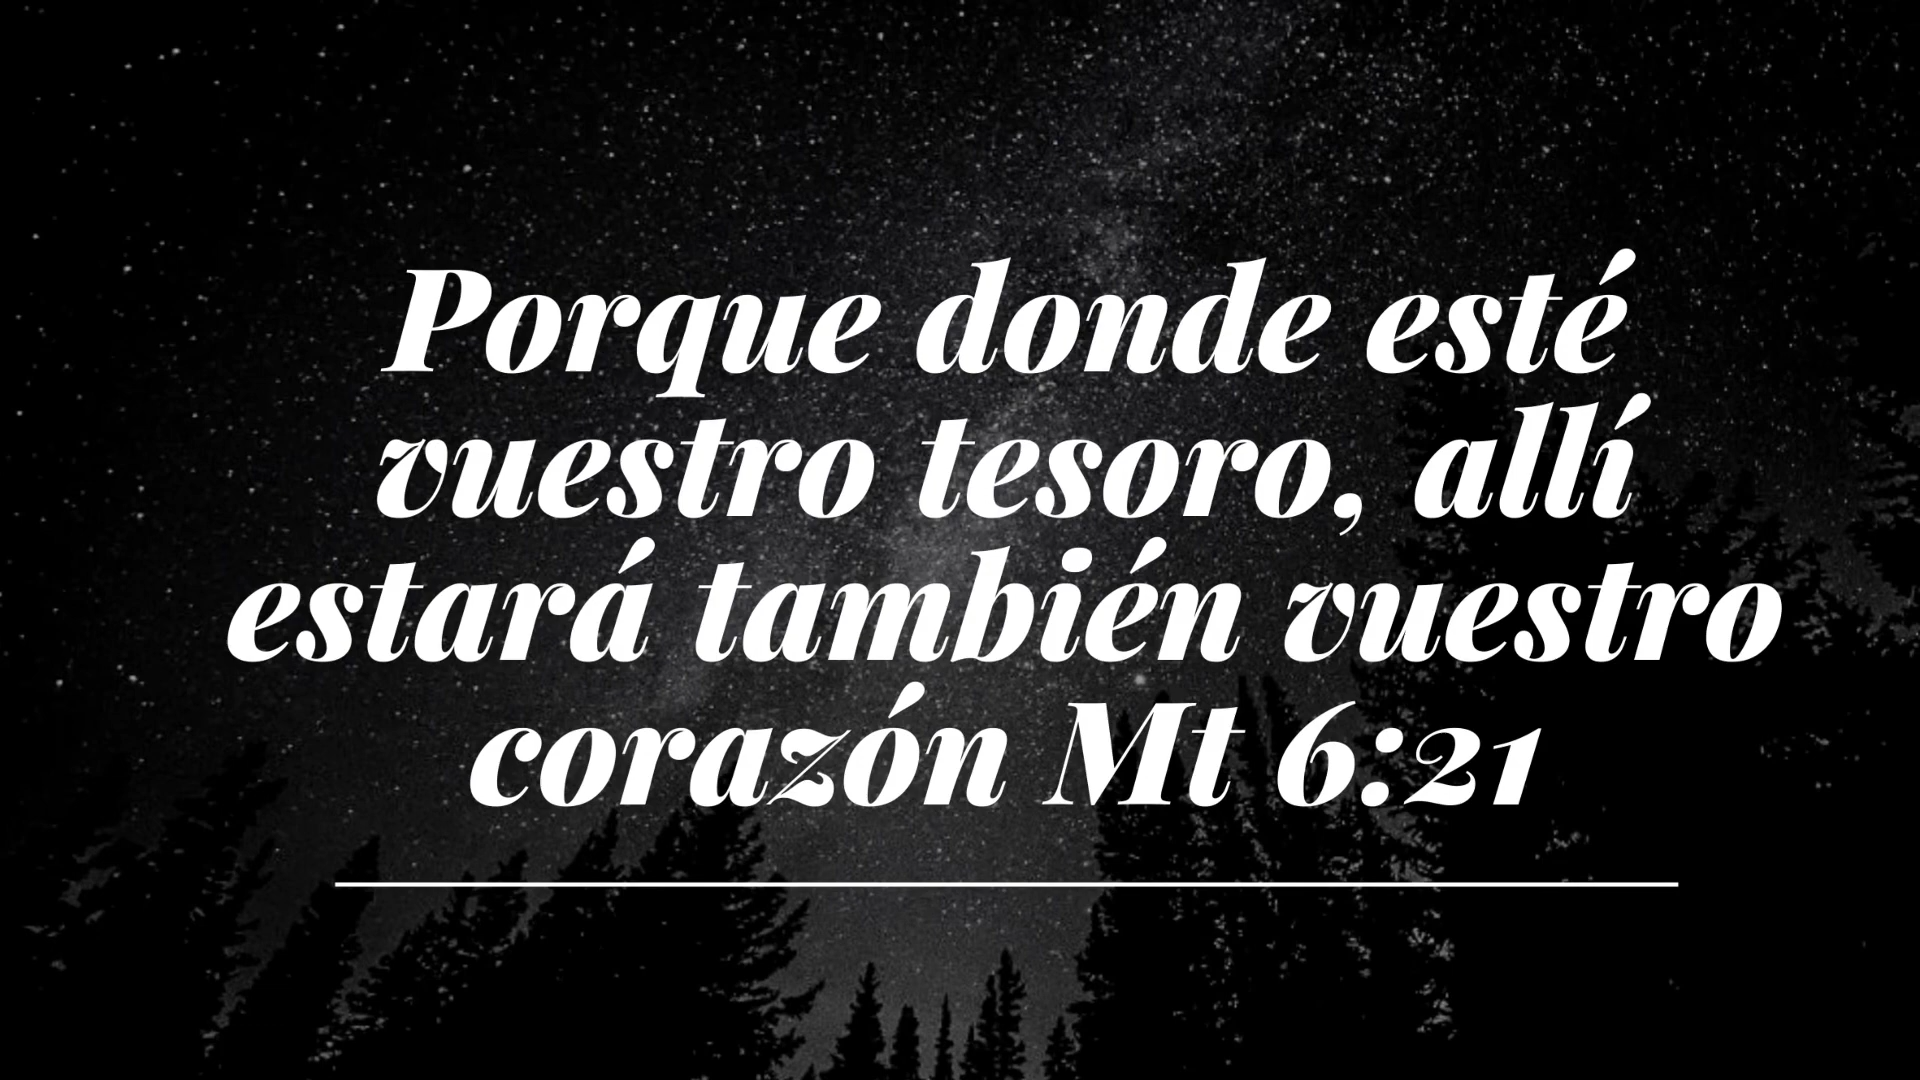 Porque donde esté
vuestro tesoro, allí
estará también vuestro
corazón Mt 6:21